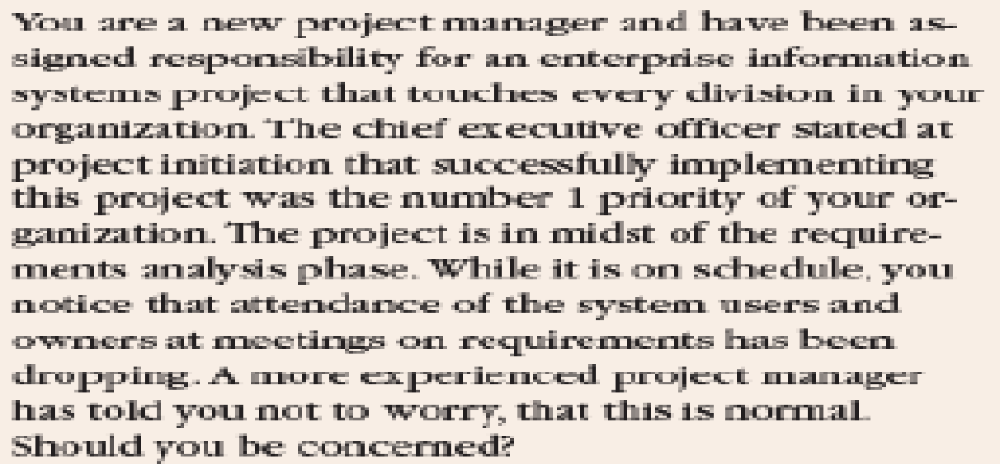 You are a new project manager and have been as-
signed responsibility for an enterprise information
systems project that touches every division in your
organization. The chief executive officer stated at
project initiation that successfully implementing
this project was the number 1 priority of your or-
ganization. The project is in midst of the require-
ments analysis phase. While it is on schedule, you
notice that attendance of the system users and
owners at meetings on requirements has been
dropping. A more experienced project manager
has told you not to worry, that this is normal.
Should you be concerned?